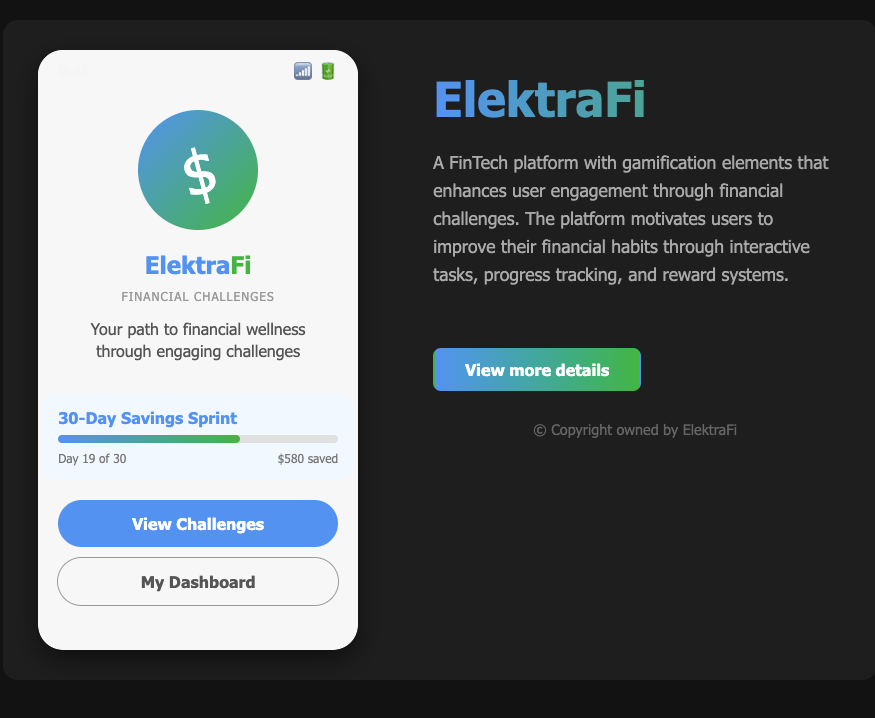 $
ElektraFi
FINANCIAL CHALLENGES
Your path to financial wellness
through engaging challenges
30-Day Savings Sprint
Day 19 of 30
$580 saved
View Challenges
My Dashboard
ElektraFi
A FinTech platform with gamification elements that
enhances user engagement through financial
challenges. The platform motivates users to
improve their financial habits through interactive
tasks, progress tracking, and reward systems.
View more details
© Copyright owned by ElektraFi